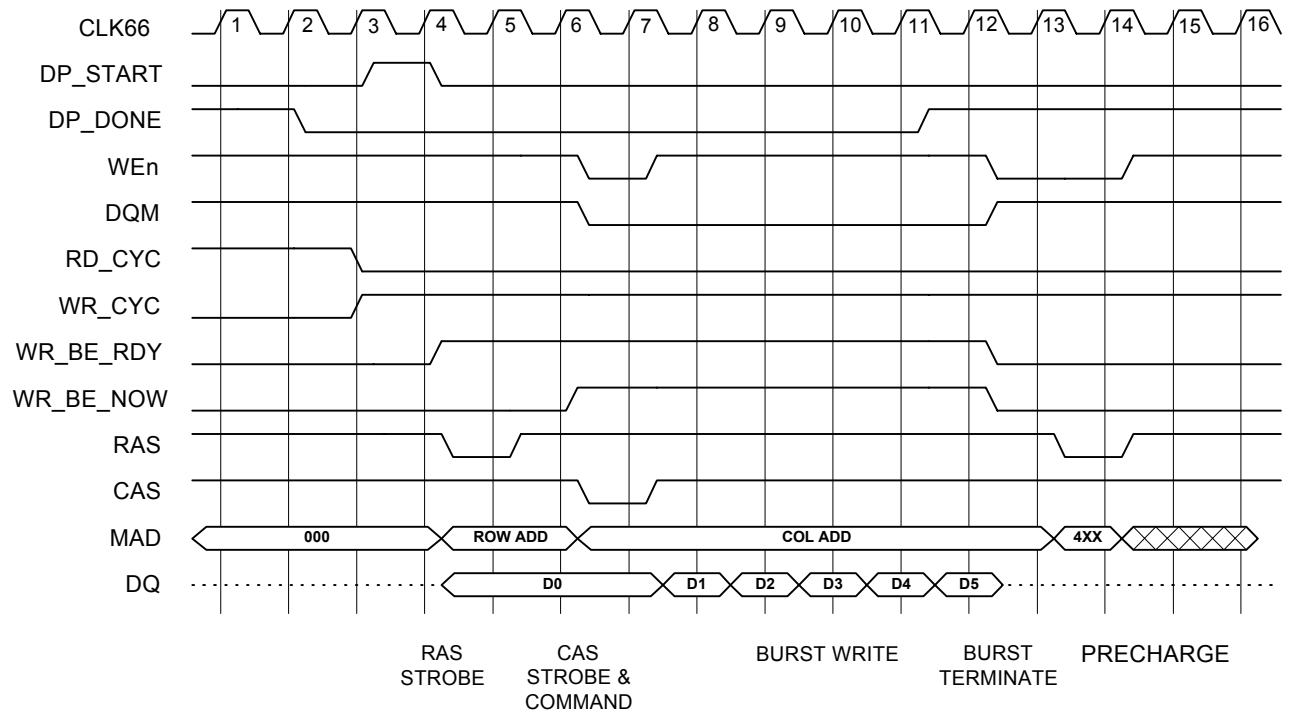 CLK66 1 2 3 4 5 6 7 8 9 10 11 12 13 14 15 16
DP_START
DP_DONE
WEn
DQM
RD_CYC
WR_CYC
WR_BE_RDY
WR_BE_NOW
RAS
CAS
MAD 000 ROW ADD COL ADD 4XX
DQ D0 D1 D2 D3 D4 D5
RAS
STROBE
CAS
STROBE &
COMMAND
BURST WRITE
BURST
TERMINATE
PRECHARGE